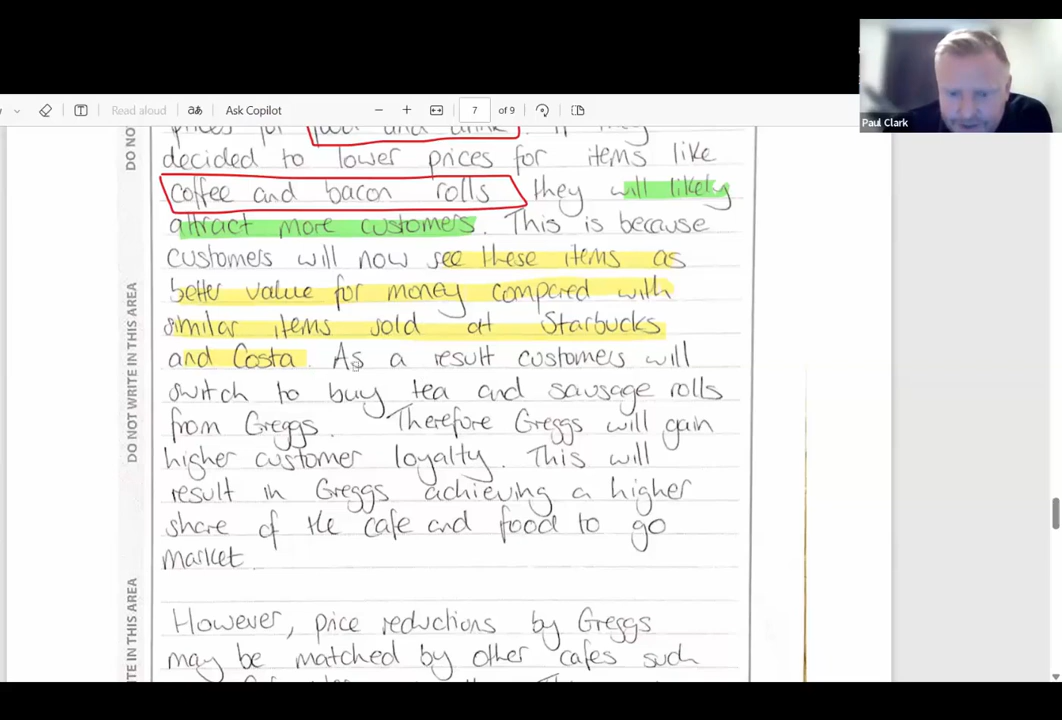 Read aloud
Ask Copilot
7 of 9
Paul Clark
DO NOT WRITE IN THIS AREA
prices for food and drink. If they
decided to lower prices for items like
coffee and bacon rolls they will likely
attract more customers. This is because
customers will now see these items as
better value for money compared with
similar items sold at Starbucks
and Costa. As a result customers will
switch to buy tea and sausage rolls
from Greggs. Therefore Greggs will gain
higher customer loyalty. This will
result in Greggs achieving a higher
share of the cafe and food to go
market.
However, price reductions by Greggs
may be matched by other cafes such
DO NO
TE IN THIS AREA